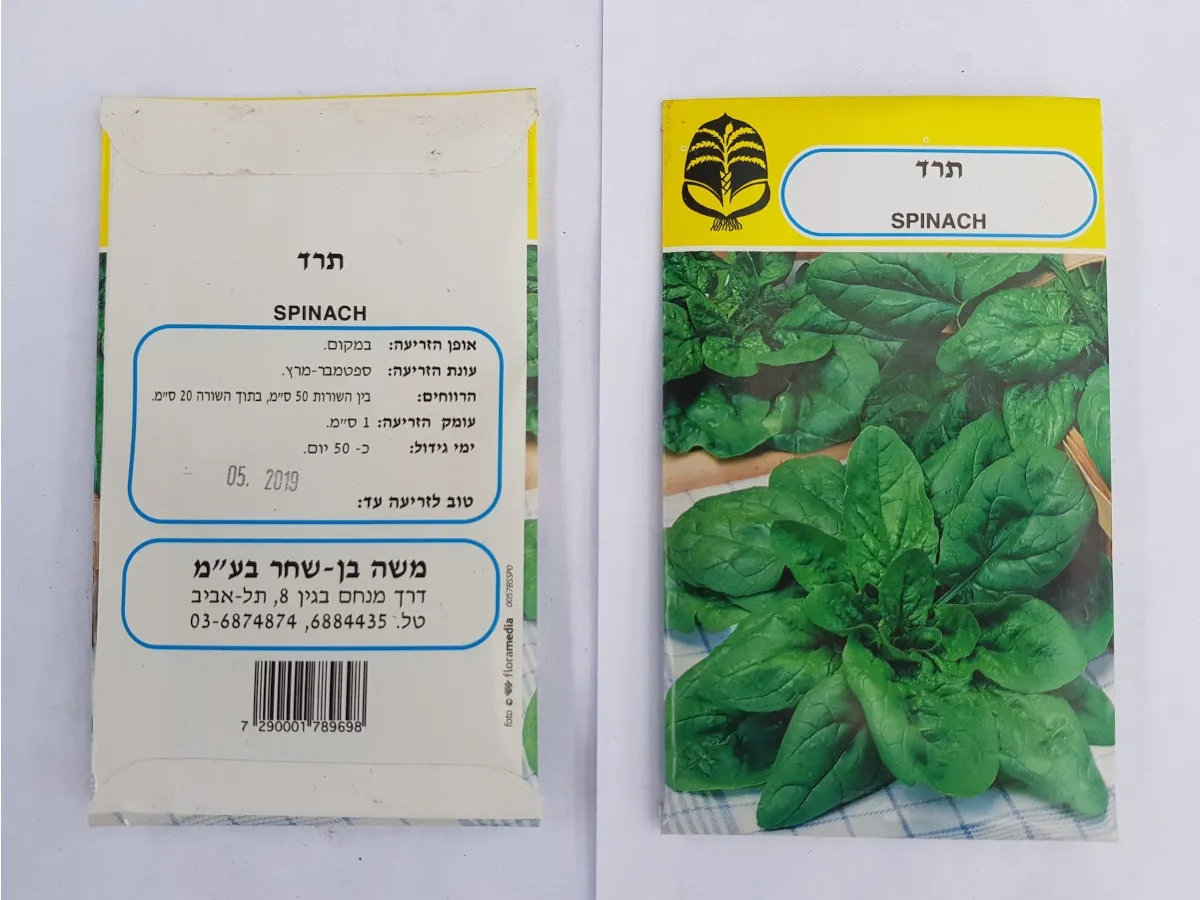 תרד
SPINACH
אופן הזריעה: במקום.
עונת הזריעה: ספטמבר-מרץ.
הרווחים: בין השורות 50 ס״מ, בתוך השורה 20 ס״מ.
עומק הזריעה: 1 ס״מ.
ימי גידול: כ- 50 יום.
05. 2019
טוב לזריעה עד:
משה בן-שחר בע״מ
דרך מנחם בגין 8, תל-אביב
טל. 6884435, 03-6874874
7 290001 789698
foto © floramedia 00578SSP0
תרד
SPINACH